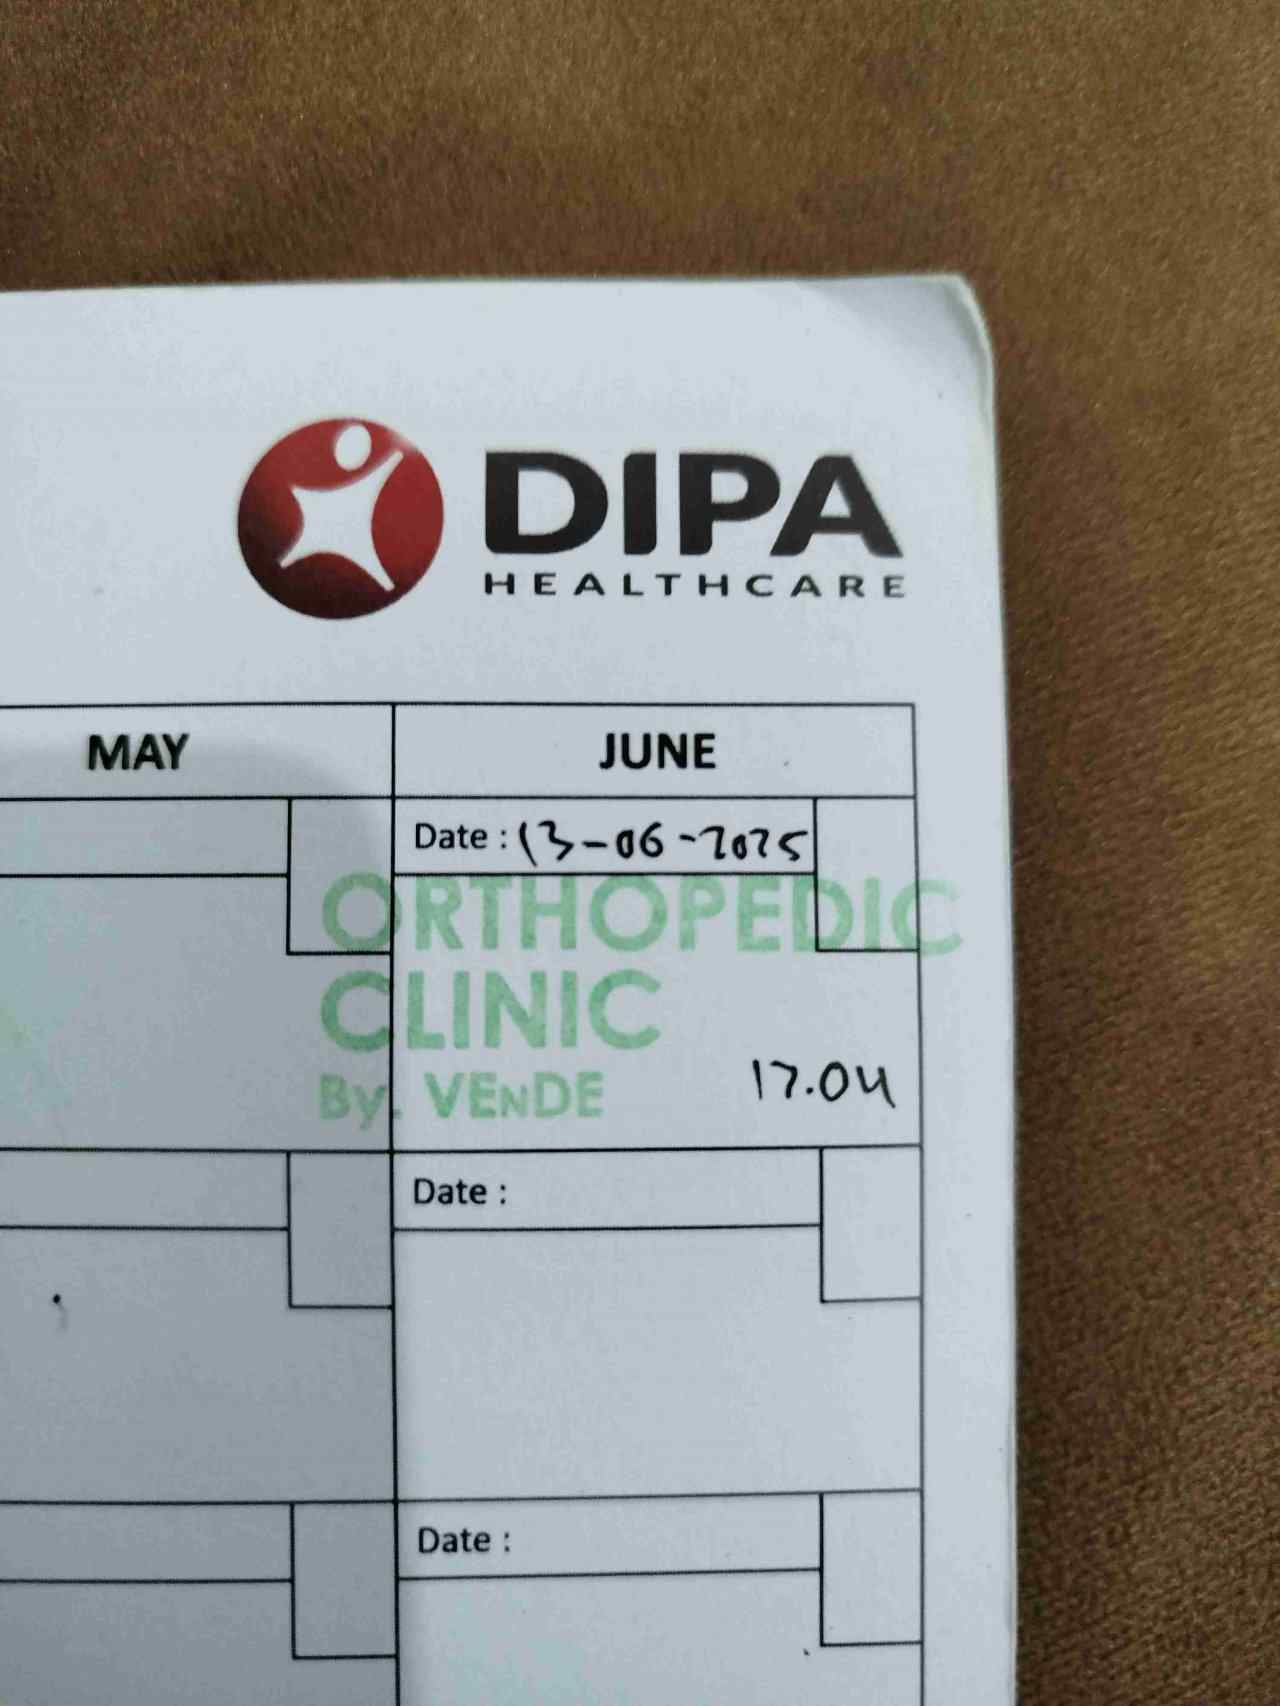 DIPA
HEALTHCARE
MAY
JUNE
Date : 13-06-2025
ORTHOPEDIC
CLINIC
By. VENDE
17.04
Date :
Date :